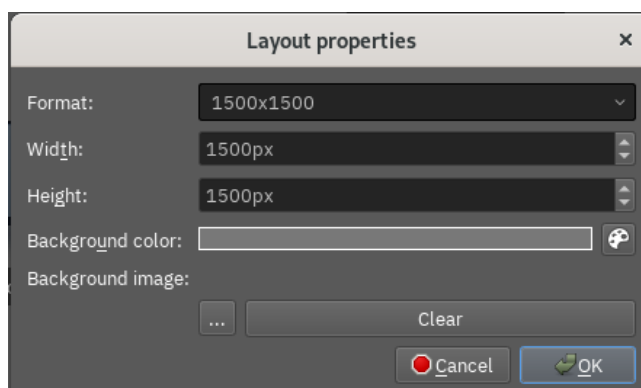 Layout properties
Format: 1500x1500
Width: 1500px
Height: 1500px
Background color:
Background image:
... Clear
Cancel OK